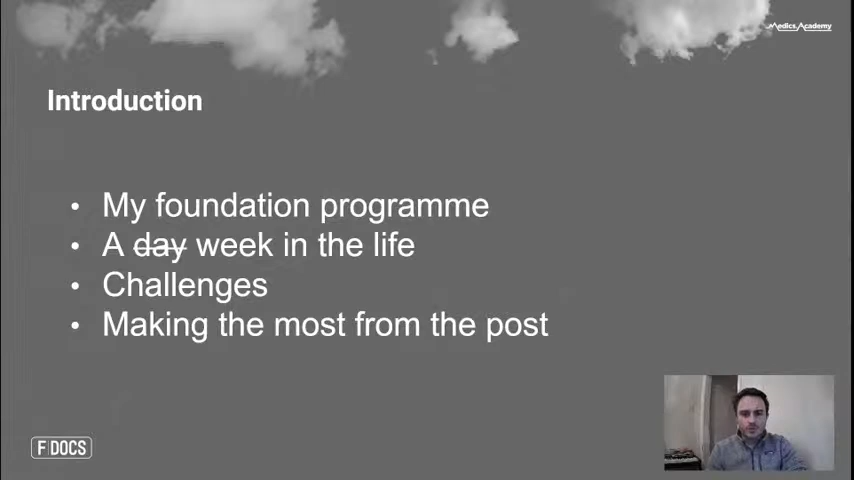 Medics.Academy
Introduction
• My foundation programme
• A day week in the life
• Challenges
• Making the most from the post
F|DOCS